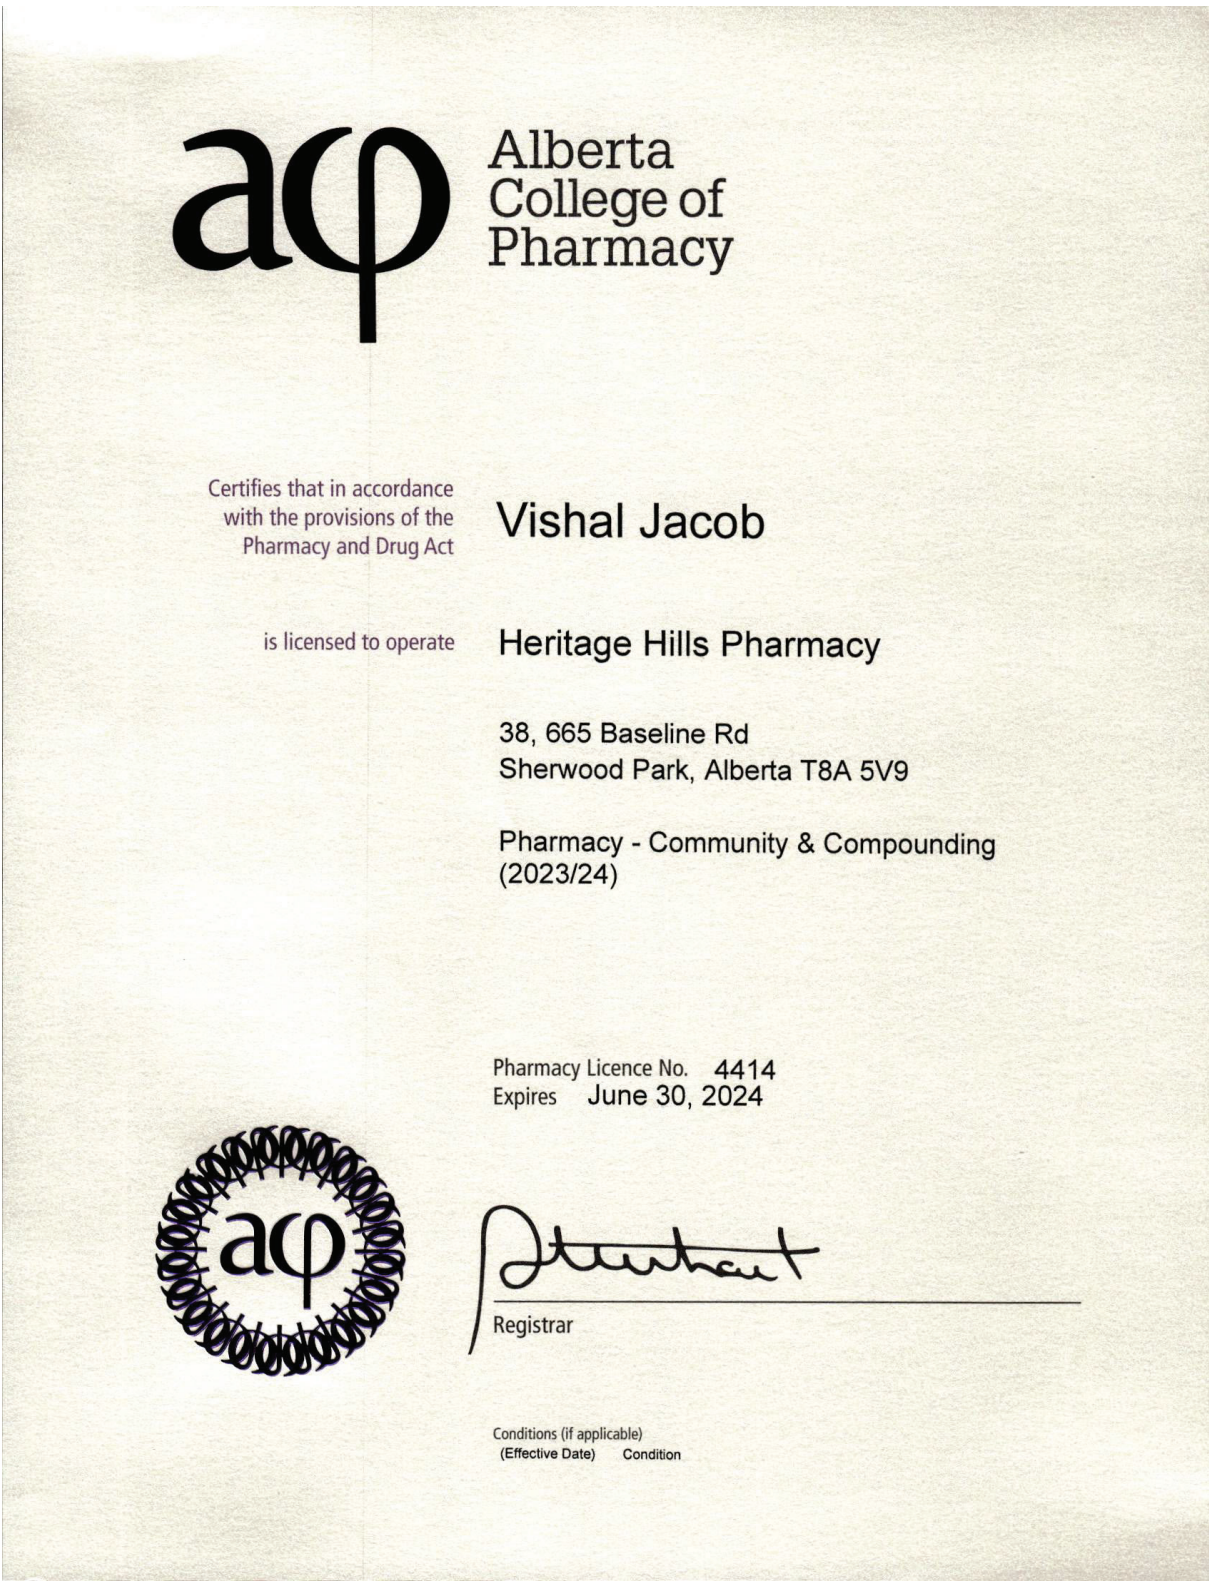 acp
Alberta
College of
Pharmacy
Certifies that in accordance
with the provisions of the
Pharmacy and Drug Act
Vishal Jacob
is licensed to operate
Heritage Hills Pharmacy
38, 665 Baseline Rd
Sherwood Park, Alberta T8A 5V9
Pharmacy - Community & Compounding
(2023/24)
Pharmacy Licence No. 4414
Expires June 30, 2024
acp
Registrar
Conditions (if applicable)
(Effective Date) Condition